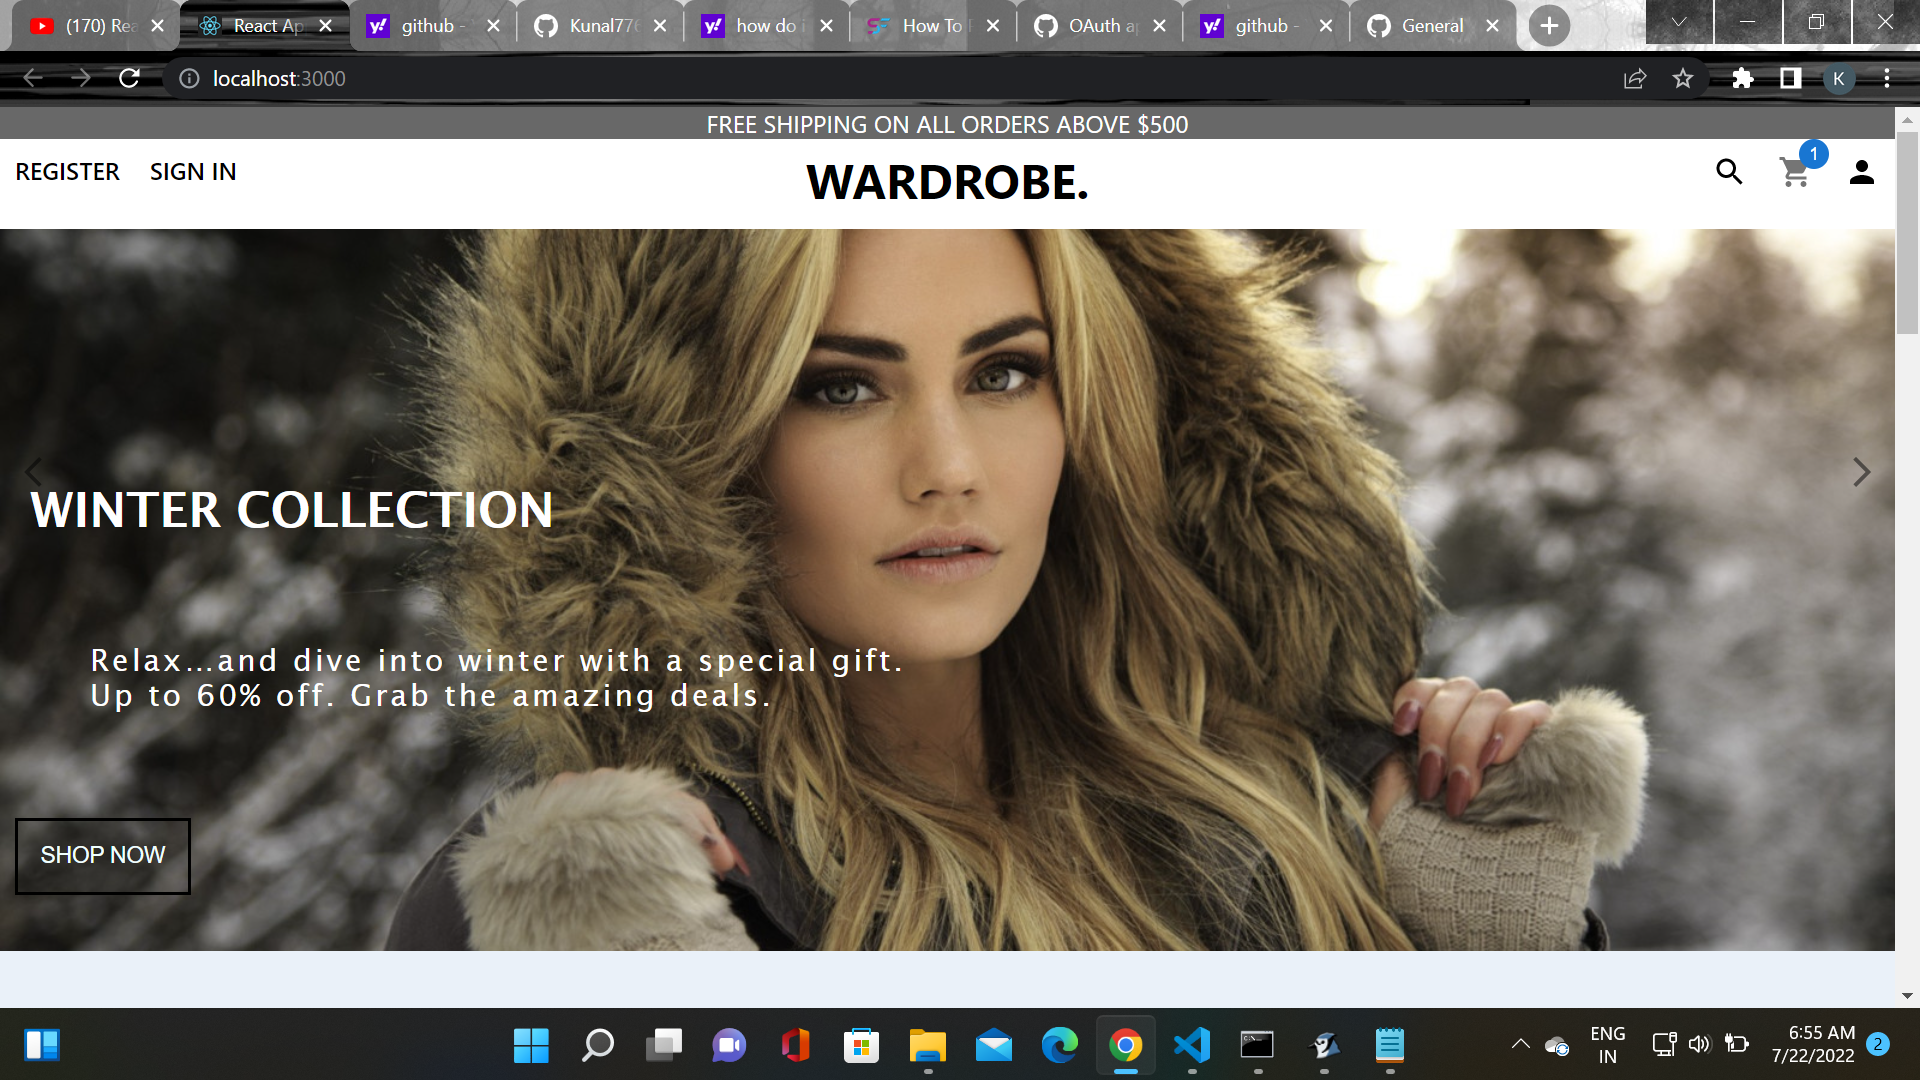 (170) Rea
React Ap
github -
Kunal776
how do i
How To
OAuth a
github -
General
localhost:3000
K
FREE SHIPPING ON ALL ORDERS ABOVE $500
REGISTER SIGN IN
WARDROBE.
1
WINTER COLLECTION
Relax...and dive into winter with a special gift.
Up to 60% off. Grab the amazing deals.
SHOP NOW
ENG
IN
6:55 AM
7/22/2022
2